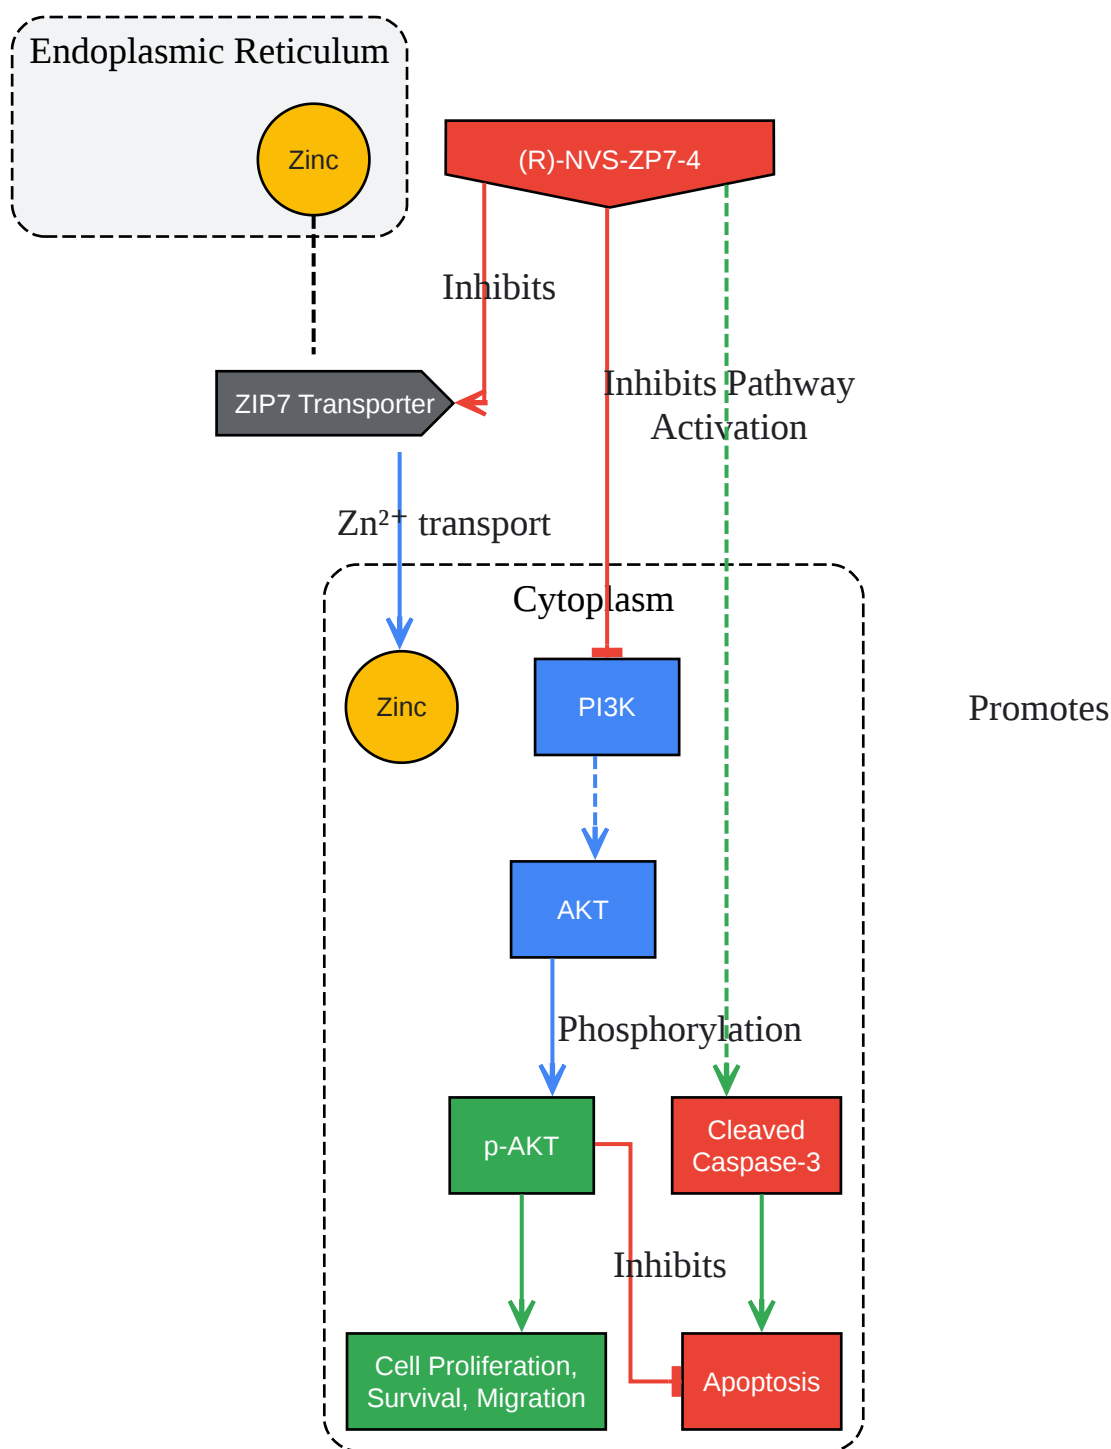 Endoplasmic Reticulum
Zinc
(R)-NVS-ZP7-4
Inhibits
Inhibits Pathway
Activation
ZIP7 Transporter
Zn²⁺ transport
Cytoplasm
Zinc
PI3K
Promotes
AKT
Phosphorylation
p-AKT
Cleaved
Caspase-3
Inhibits
Cell Proliferation,
Survival, Migration
Apoptosis